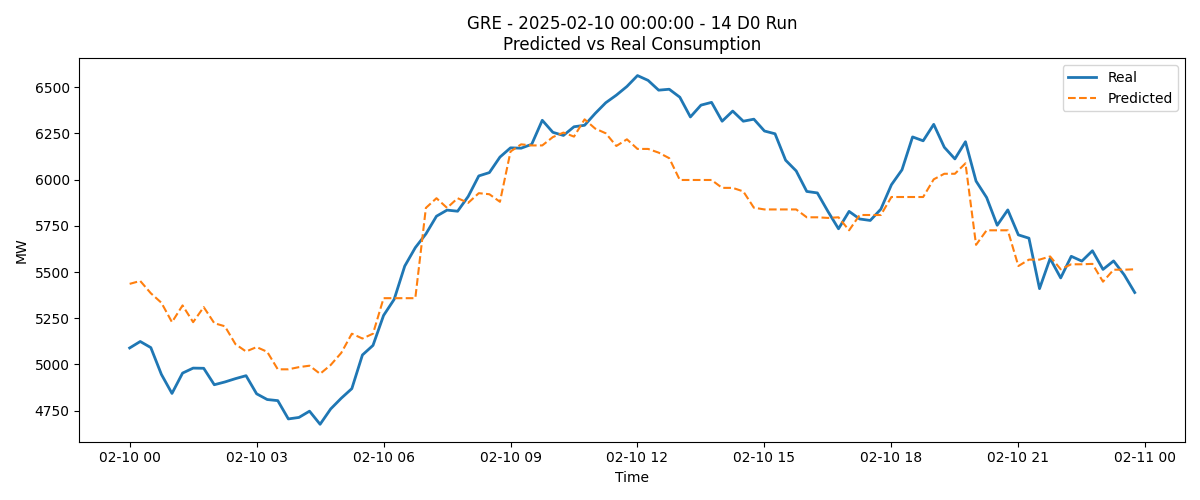 GRE - 2025-02-10 00:00:00 - 14 D0 Run
Predicted vs Real Consumption
Real
Predicted
MW
6500
6250
6000
5750
5500
5250
5000
4750
02-10 00
02-10 03
02-10 06
02-10 09
02-10 12
02-10 15
02-10 18
02-10 21
02-11 00
Time